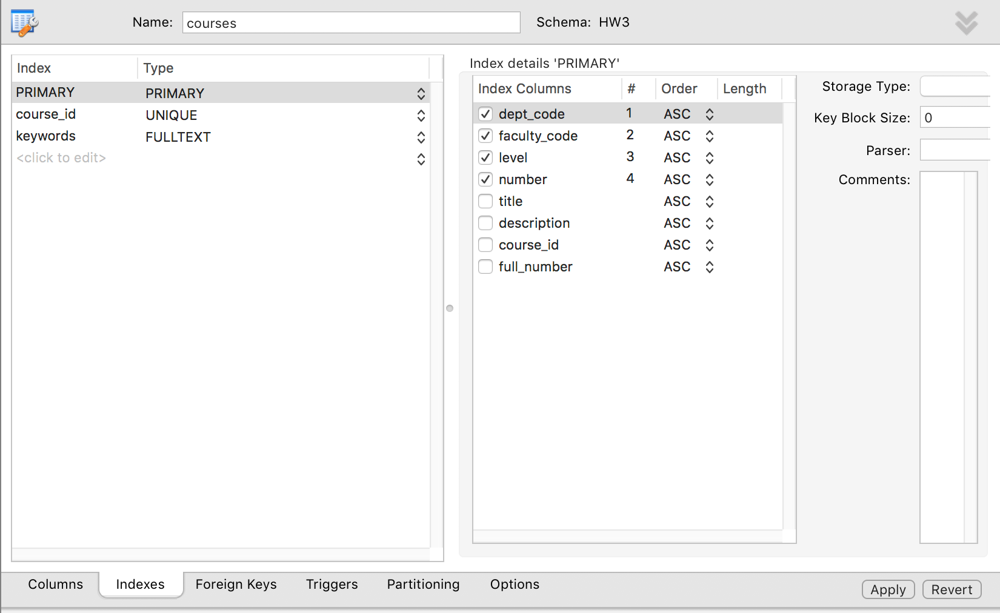 Name: courses Schema: HW3
Index Type
PRIMARY PRIMARY
course_id UNIQUE
keywords FULLTEXT
<click to edit>
Index details 'PRIMARY'
Index Columns # Order Length
dept_code 1 ASC
faculty_code 2 ASC
level 3 ASC
number 4 ASC
title ASC
description ASC
course_id ASC
full_number ASC
Storage Type:
Key Block Size: 0
Parser:
Comments:
Columns Indexes Foreign Keys Triggers Partitioning Options
Apply Revert